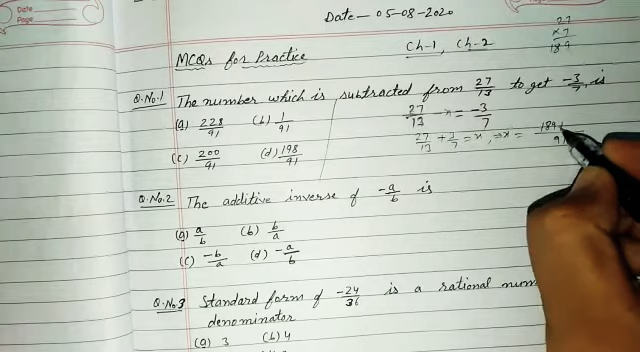 Date
Page
Date — 05-08-2020
27
×7
189
MCQs for Practice
Ch-1, Ch-2
Q.No.1 The number which is subtracted from 27/13 to get -3/7 is
(a) 228/91 (b) 1/91
27/13 - x = -3/7
(c) 200/91 (d) 198/91
27/13 + 3/7 = x, ⇒ x = 189+/91
Q.No.2 The additive inverse of -a/b is
(a) a/b (b) b/a
(c) -b/a (d) -a/b
Q.No3 Standard form of -24/36 is a rational num
denominator
(a) 3 (b) 4